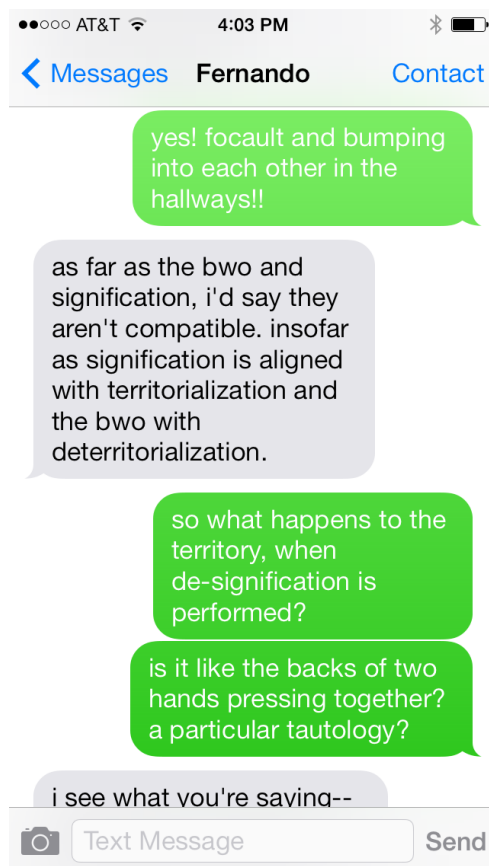 AT&T 4:03 PM
Messages Fernando Contact
yes! focault and bumping
into each other in the
hallways!!
as far as the bwo and
signification, i'd say they
aren't compatible. insofar
as signification is aligned
with territorialization and
the bwo with
deterritorialization.
so what happens to the
territory, when
de-signification is
performed?
is it like the backs of two
hands pressing together?
a particular tautology?
i see what you're saying--
Text Message Send